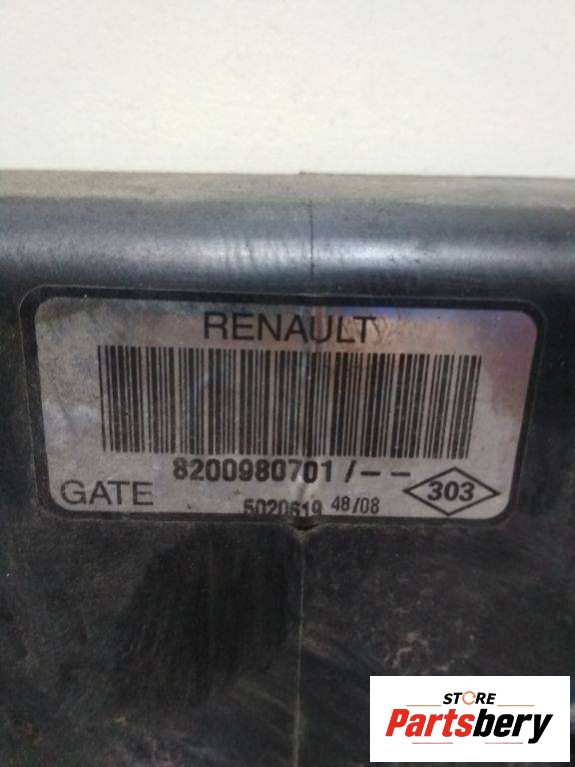 RENAULT
8200980701/--
GATE
5020619 48/08
303
STORE
Partsbery